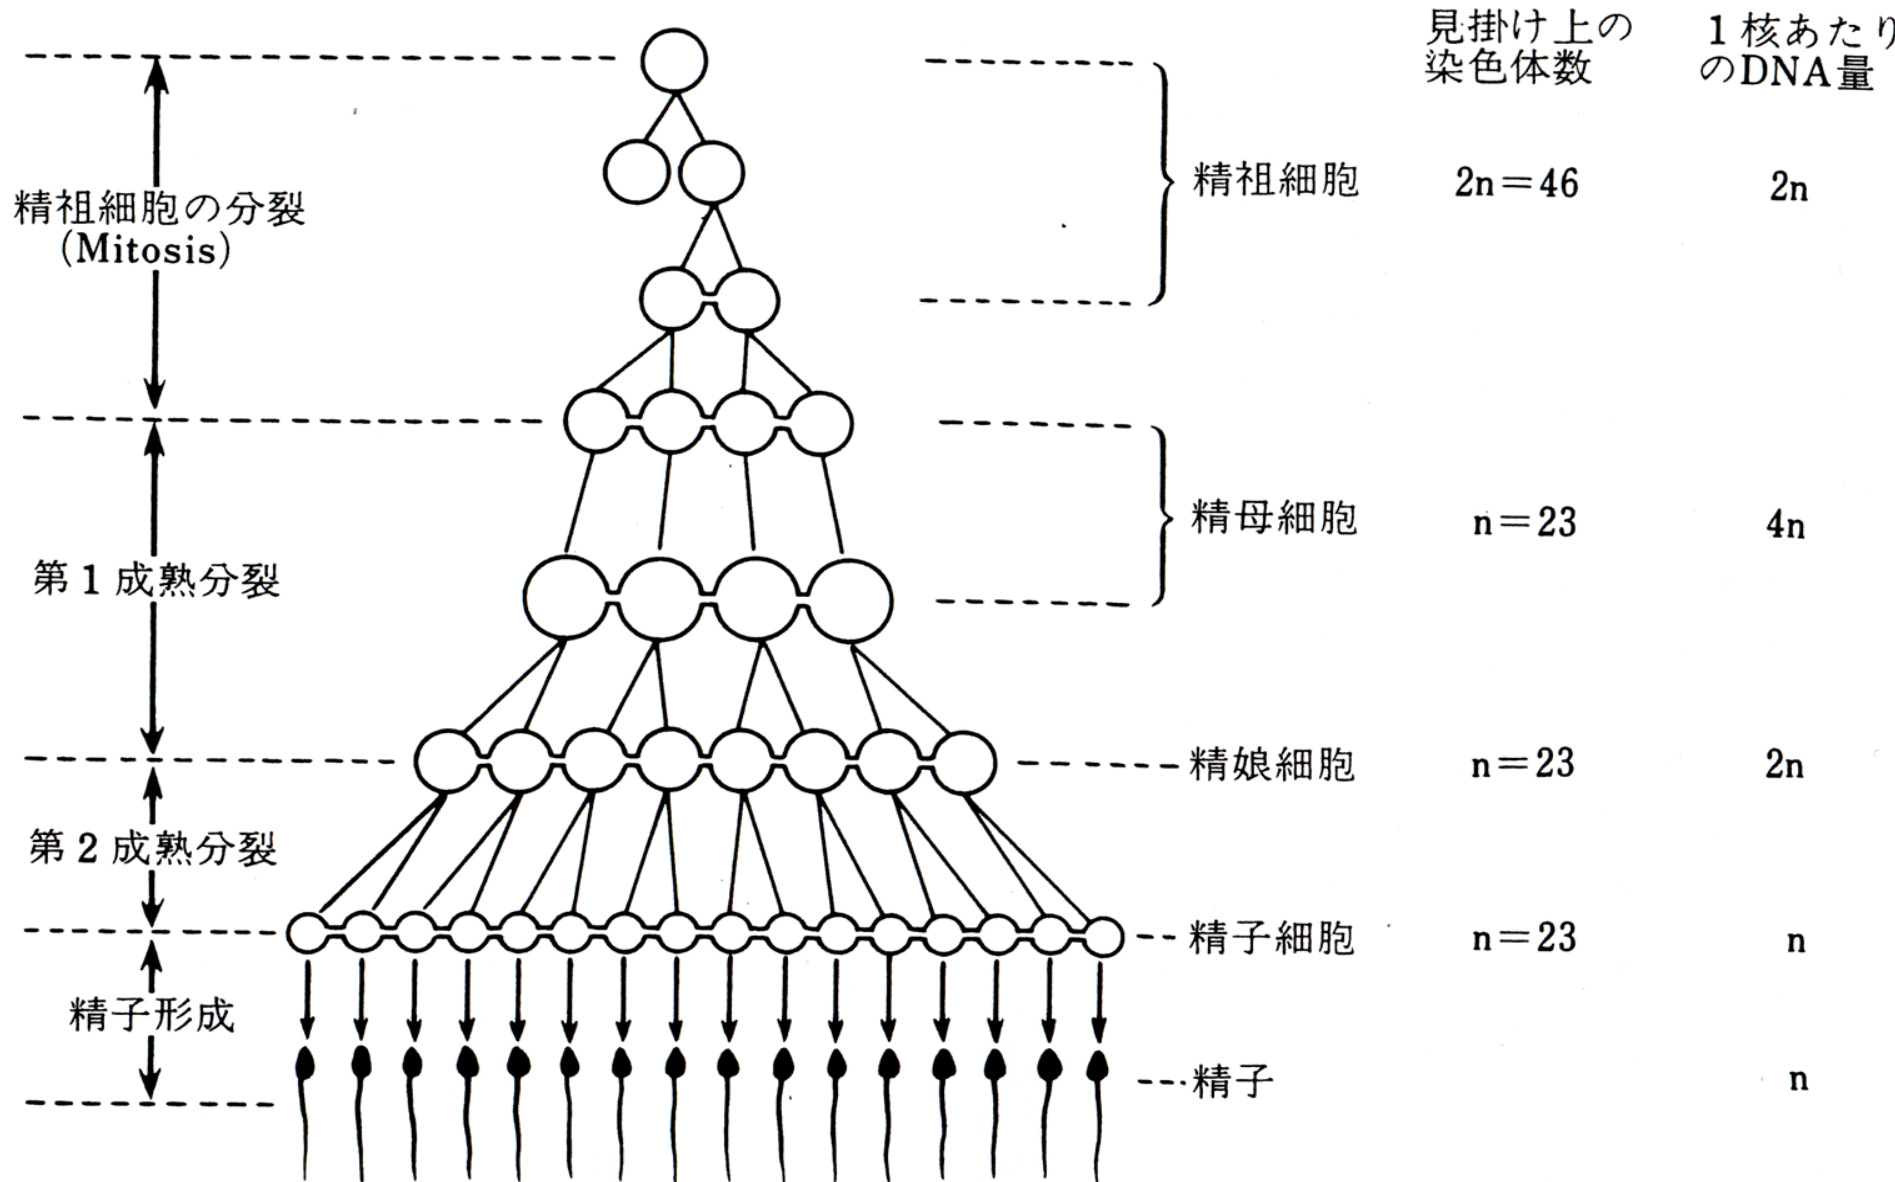 見掛け上の
染色体数
1核あたり
のDNA量
精祖細胞の分裂
(Mitosis)
精祖細胞
2n=46
2n
第1成熟分裂
精母細胞
n=23
4n
精娘細胞
n=23
2n
第2成熟分裂
精子細胞
n=23
n
精子形成
精子
n